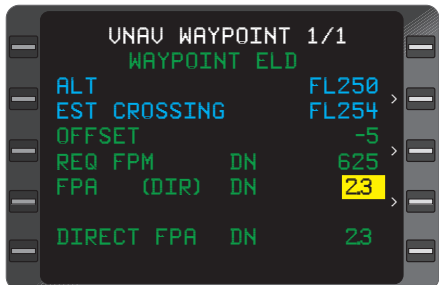 VNAV WAYPOINT 1/1
WAYPOINT ELD
ALT FL250
EST CROSSING FL254 >
OFFSET -5
REQ FPM DN 625 >
FPA (DIR) DN 2.3 >
DIRECT FPA DN 2.3